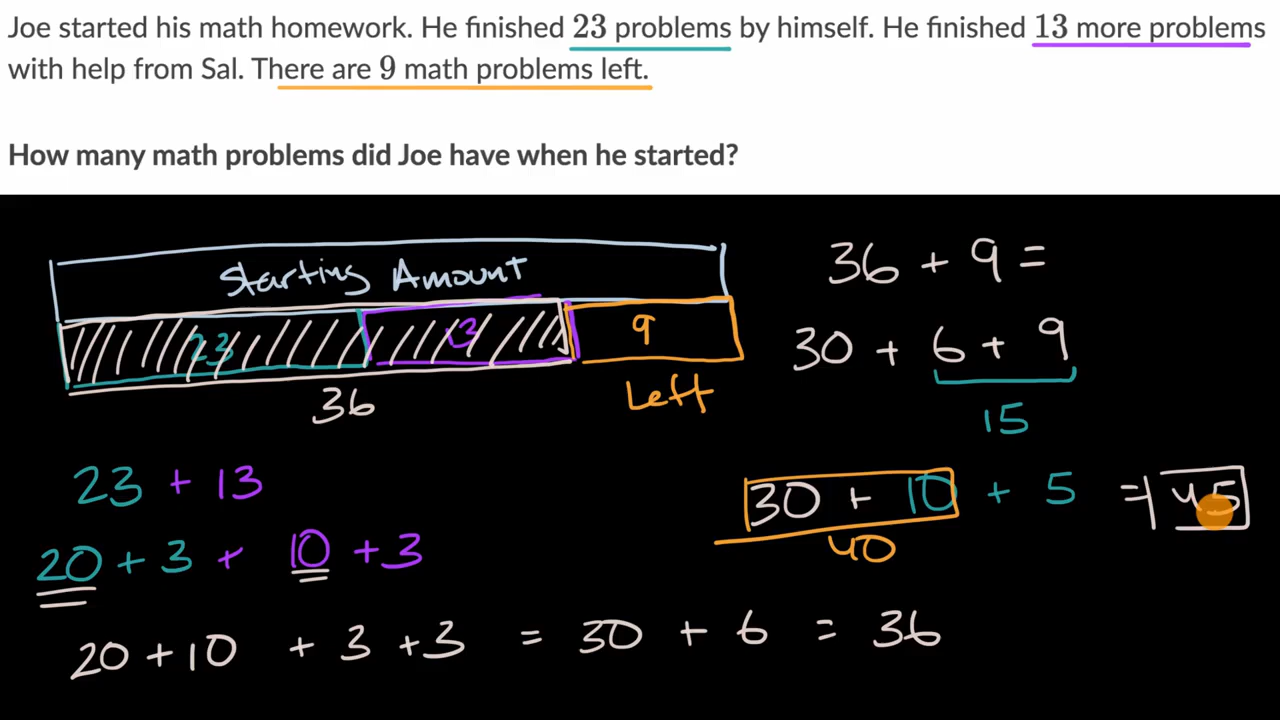 Joe started his math homework. He finished 23 problems by himself. He finished 13 more problems
with help from Sal. There are 9 math problems left.
How many math problems did Joe have when he started?
Starting Amount
23 13 9
36
Left
36 + 9 =
30 + 6 + 9
15
30 + 10 + 5 = 45
40
23 + 13
20 + 3 + 10 + 3
20 + 10 + 3 + 3 = 30 + 6 = 36